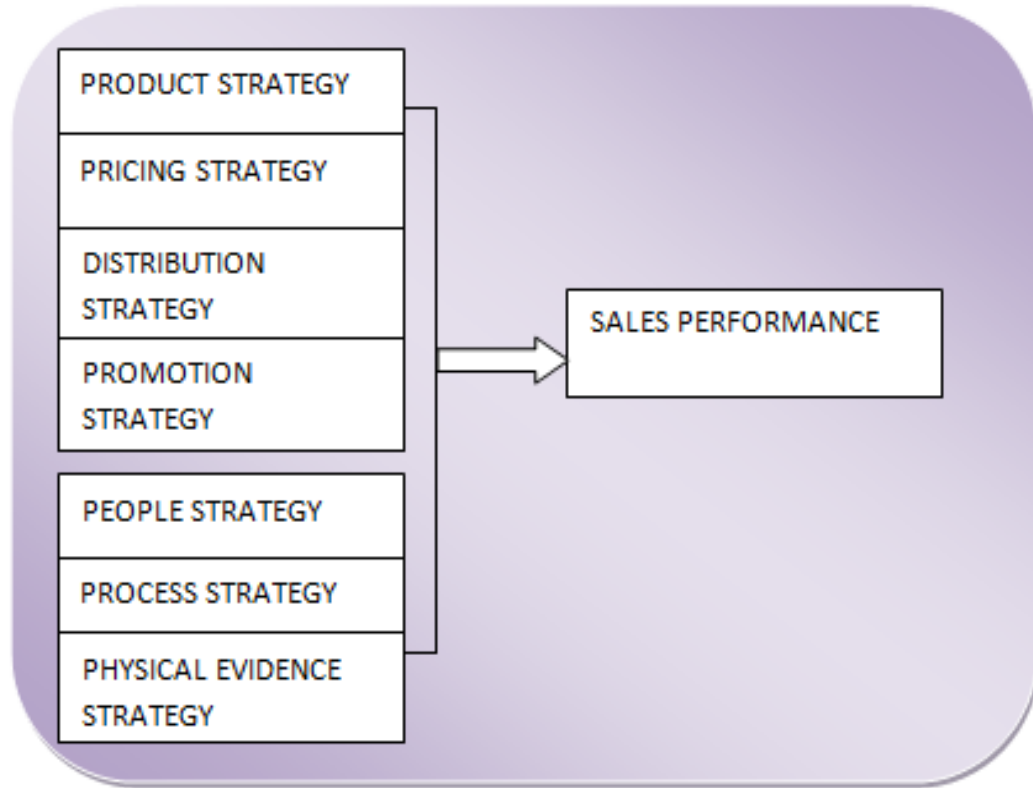 PRODUCT STRATEGY
PRICING STRATEGY
DISTRIBUTION
STRATEGY
PROMOTION
STRATEGY
PEOPLE STRATEGY
PROCESS STRATEGY
PHYSICAL EVIDENCE
STRATEGY
SALES PERFORMANCE